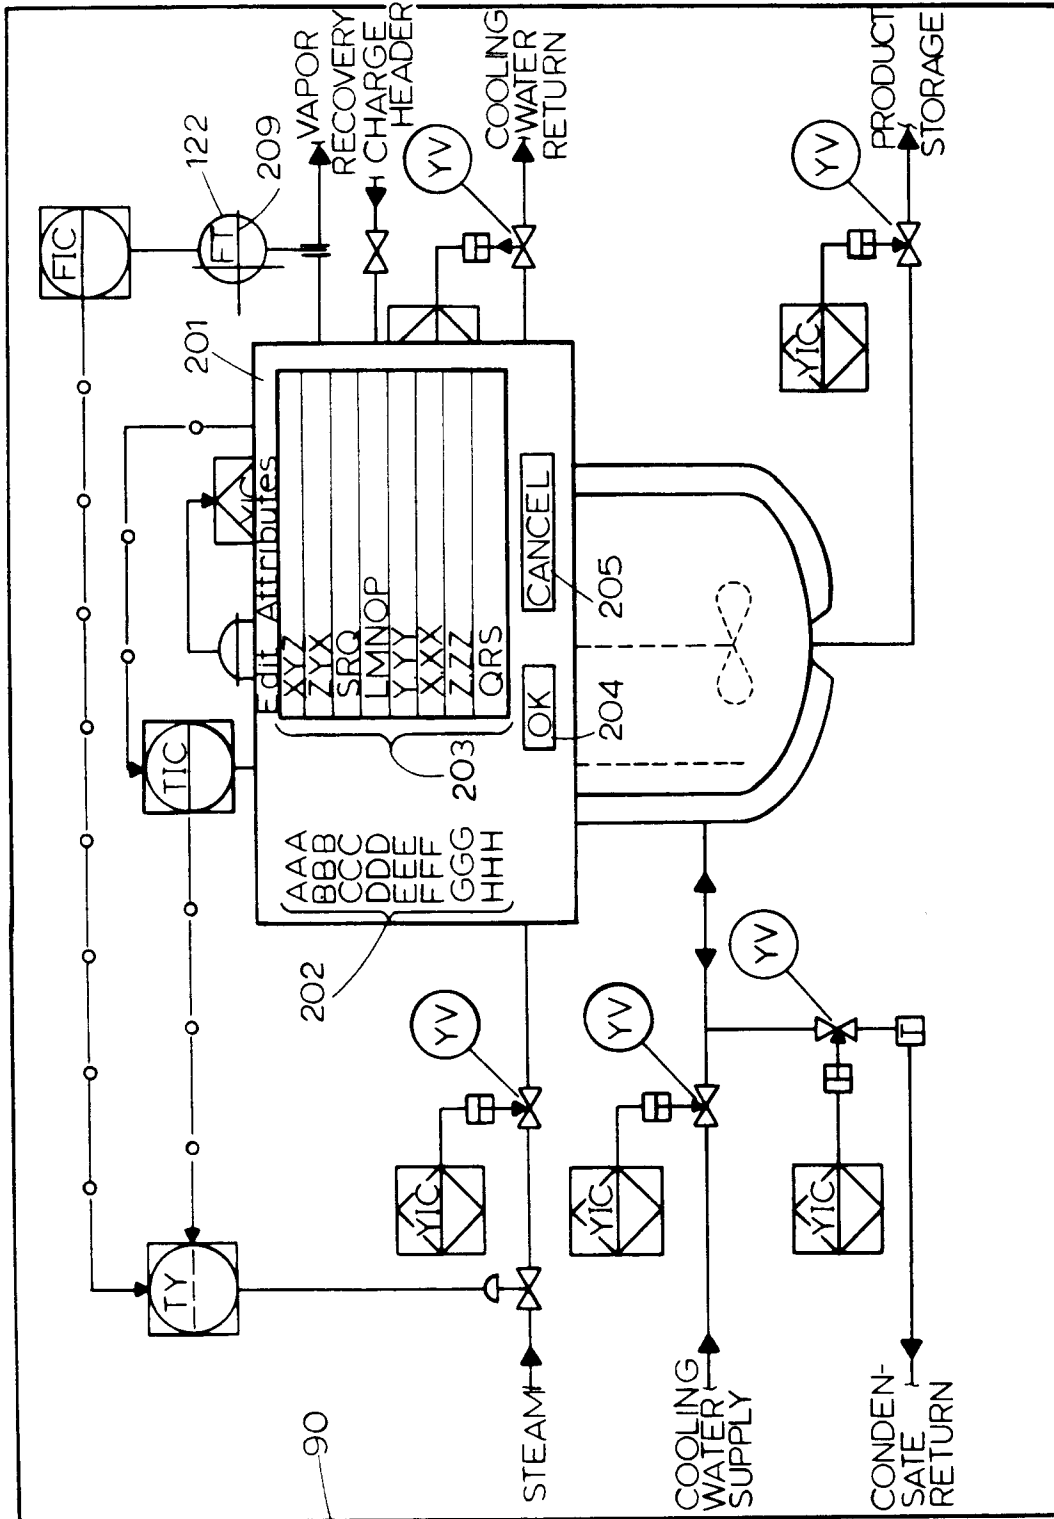 90
STEAM
COOLING
WATER
SUPPLY
CONDEN-
SATE
RETURN
TY
TIC
FIC
FT
122
209
201
VAPOR
RECOVERY
CHARGE
HEADER
COOLING
WATER
RETURN
PRODUCT
STORAGE
YIC
YV
YIC
YV
YIC
YV
YIC
YV
YV
YIC
Edit Attributes
202
AAA
BBB
CCC
DDD
EEE
FFF
GGG
HHH
203
XYZ
ZYX
SRQ
LMNOP
YYY
XXX
ZZZ
QRS
OK
CANCEL
204
205
T